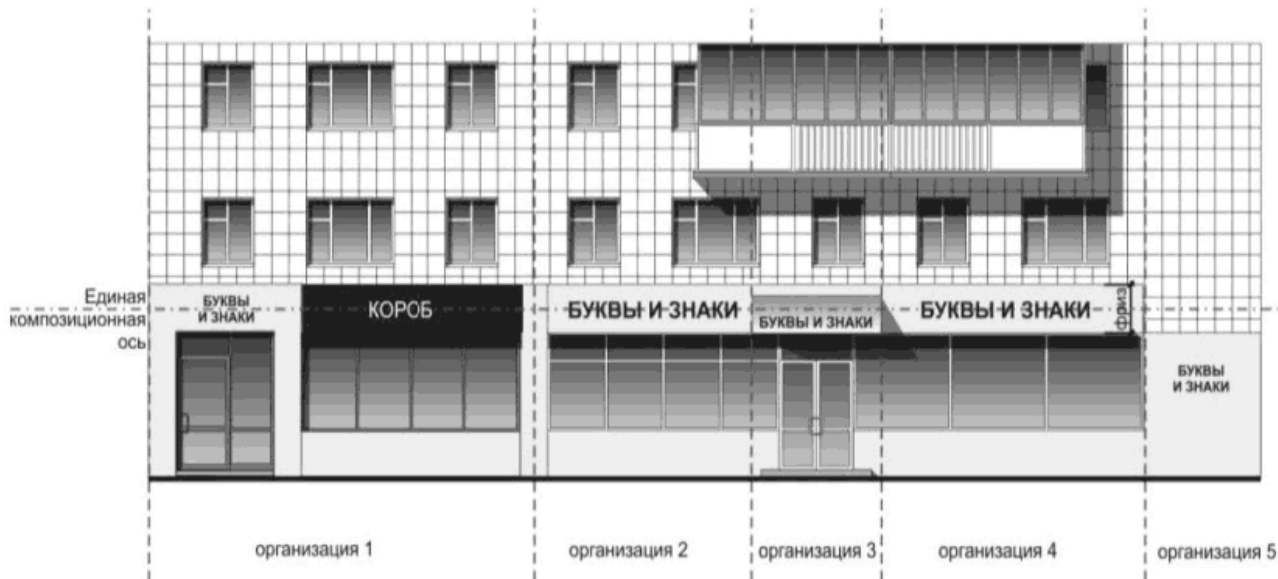 Единая
композиционная
ось
БУКВЫ
И ЗНАКИ
КОРОБ
БУКВЫ И ЗНАКИ
БУКВЫ И ЗНАКИ
БУКВЫ И ЗНАКИ
фриз
БУКВЫ
И ЗНАКИ
организация 1
организация 2
организация 3
организация 4
организация 5